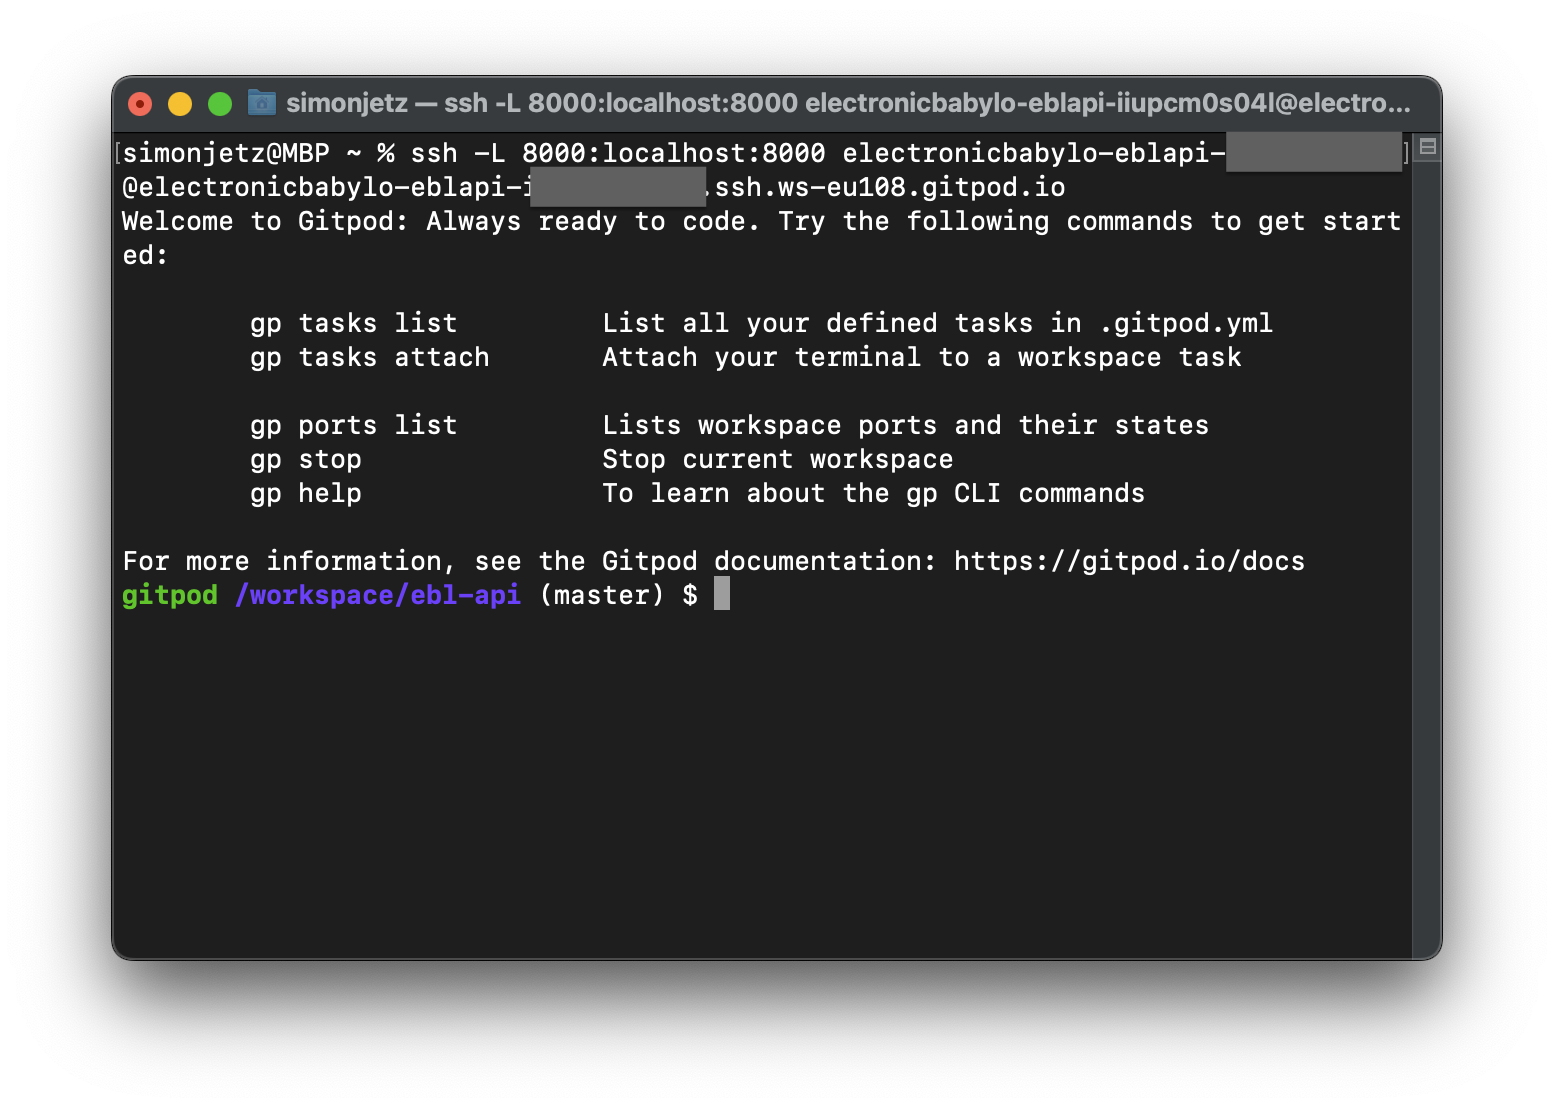 simonjetz — ssh -L 8000:localhost:8000 electronicbabylo-eblapi-iiupcm0s04l@electro...
[simonjetz@MBP ~ % ssh -L 8000:localhost:8000 electronicbabylo-eblapi- ]
@electronicbabylo-eblapi-i .ssh.ws-eu108.gitpod.io
Welcome to Gitpod: Always ready to code. Try the following commands to get start
ed:
gp tasks list List all your defined tasks in .gitpod.yml
gp tasks attach Attach your terminal to a workspace task
gp ports list Lists workspace ports and their states
gp stop Stop current workspace
gp help To learn about the gp CLI commands
For more information, see the Gitpod documentation: https://gitpod.io/docs
gitpod /workspace/ebl-api (master) $